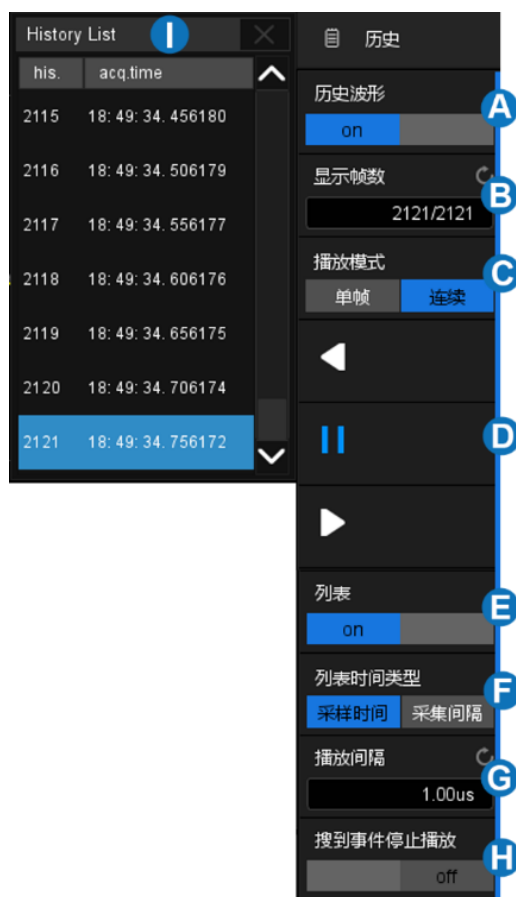 History List I
his. acq.time
2115 18: 49: 34. 456180
2116 18: 49: 34. 506179
2117 18: 49: 34. 556177
2118 18: 49: 34. 606176
2119 18: 49: 34. 656175
2120 18: 49: 34. 706174
2121 18: 49: 34. 756172
历史
历史波形
A
on
显示帧数
B
2121/2121
播放模式
C
单帧 连续
D
列表
E
on
列表时间类型
F
采样时间 采集间隔
播放间隔
G
1.00us
搜到事件停止播放
H
off